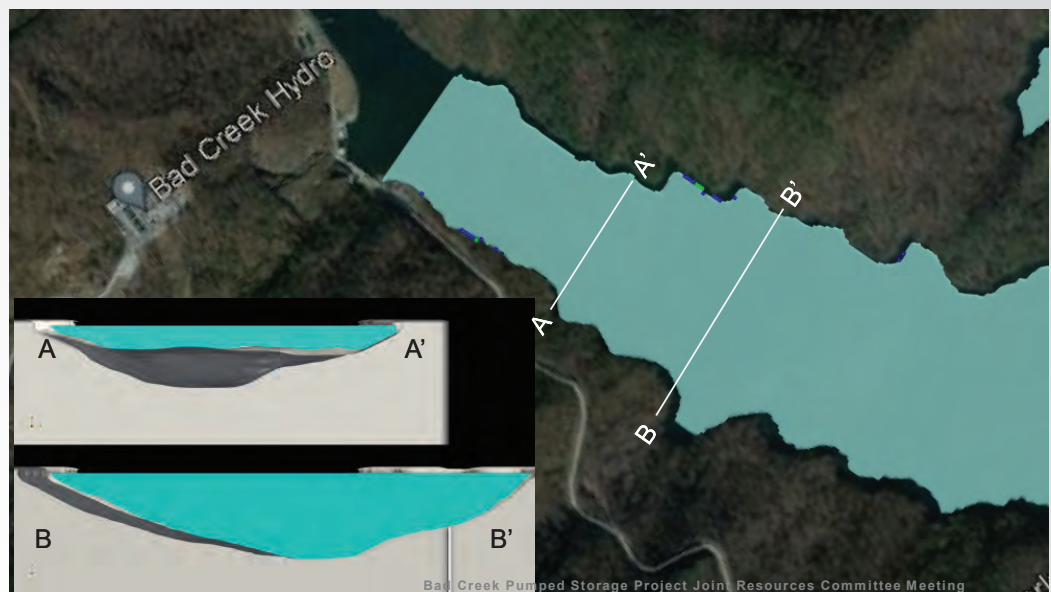 Bad Creek Hydro
A'
B'
A
B
A
A'
B
B'
Bad Creek Pumped Storage Project Joint Resources Committee Meeting